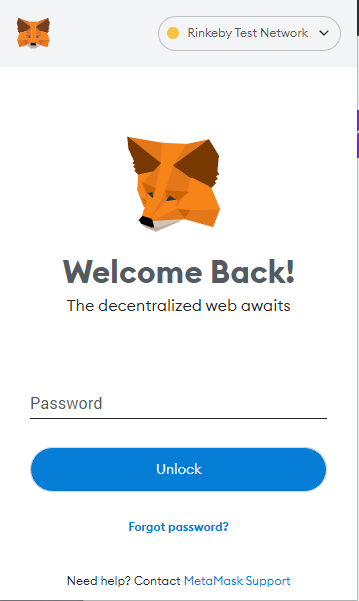 Rinkeby Test Network
Welcome Back!
The decentralized web awaits
Password
Unlock
Forgot password?
Need help? Contact MetaMask Support